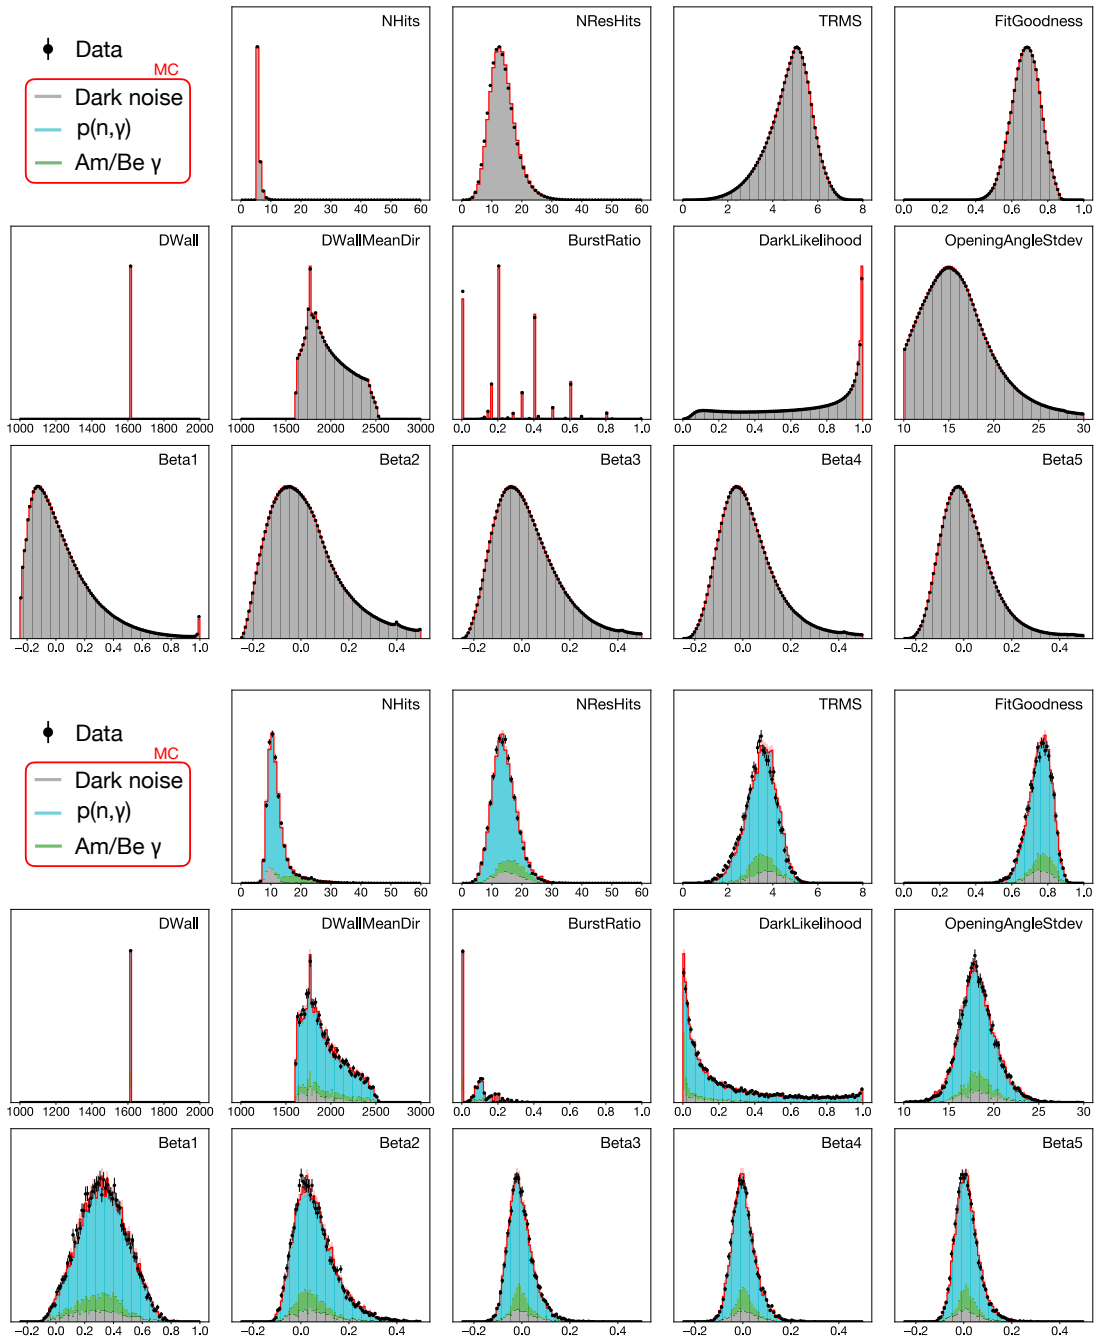 Data
MC
Dark noise
p(n,γ)
Am/Be γ
NHits
0 10 20 30 40 50 60
NResHits
0 10 20 30 40 50 60
TRMS
0 2 4 6 8
FitGoodness
0.0 0.2 0.4 0.6 0.8 1.0
DWall
1000 1200 1400 1600 1800 2000
DWallMeanDir
1000 1500 2000 2500 3000
BurstRatio
0.0 0.2 0.4 0.6 0.8 1.0
DarkLikelihood
0.0 0.2 0.4 0.6 0.8 1.0
OpeningAngleStdev
10 15 20 25 30
Beta1
−0.2 0.0 0.2 0.4 0.6 0.8 1.0
Beta2
−0.2 0.0 0.2 0.4
Beta3
−0.2 0.0 0.2 0.4
Beta4
−0.2 0.0 0.2 0.4
Beta5
−0.2 0.0 0.2 0.4
Data
MC
Dark noise
p(n,γ)
Am/Be γ
NHits
0 10 20 30 40 50 60
NResHits
0 10 20 30 40 50 60
TRMS
0 2 4 6 8
FitGoodness
0.0 0.2 0.4 0.6 0.8 1.0
DWall
1000 1200 1400 1600 1800 2000
DWallMeanDir
1000 1500 2000 2500 3000
BurstRatio
0.0 0.2 0.4 0.6 0.8 1.0
DarkLikelihood
0.0 0.2 0.4 0.6 0.8 1.0
OpeningAngleStdev
10 15 20 25 30
Beta1
−0.2 0.0 0.2 0.4 0.6 0.8 1.0
Beta2
−0.2 0.0 0.2 0.4
Beta3
−0.2 0.0 0.2 0.4
Beta4
−0.2 0.0 0.2 0.4
Beta5
−0.2 0.0 0.2 0.4